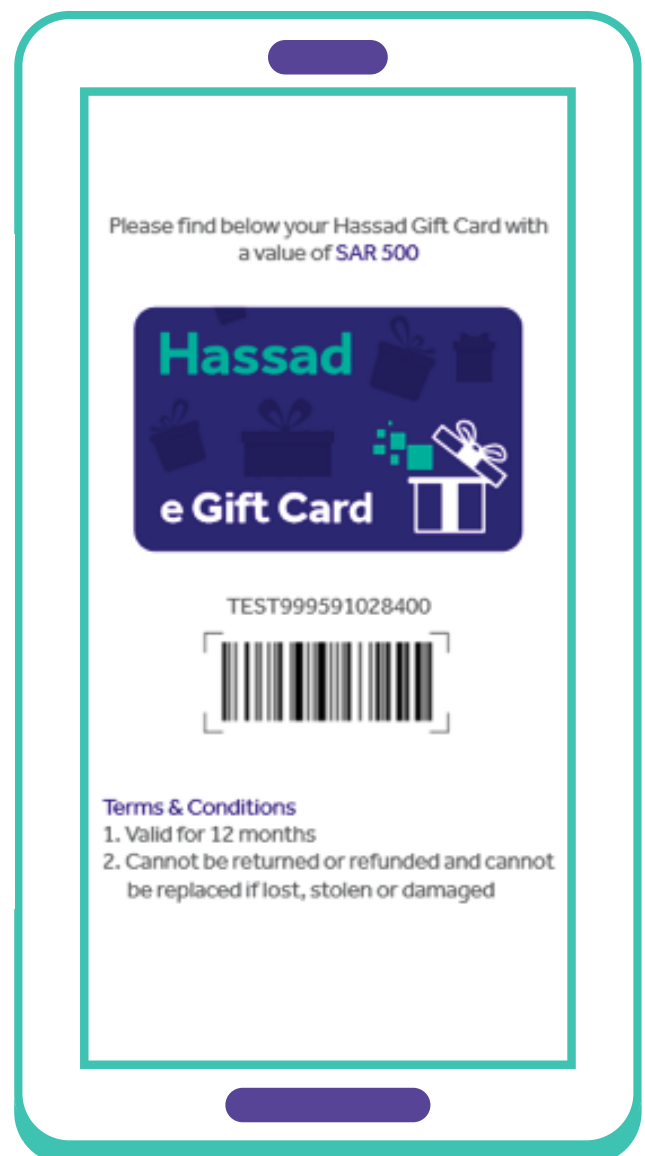 Please find below your Hassad Gift Card with
a value of SAR 500
Hassad
e Gift Card
TEST999591028400
Terms & Conditions
1. Valid for 12 months
2. Cannot be returned or refunded and cannot
be replaced if lost, stolen or damaged